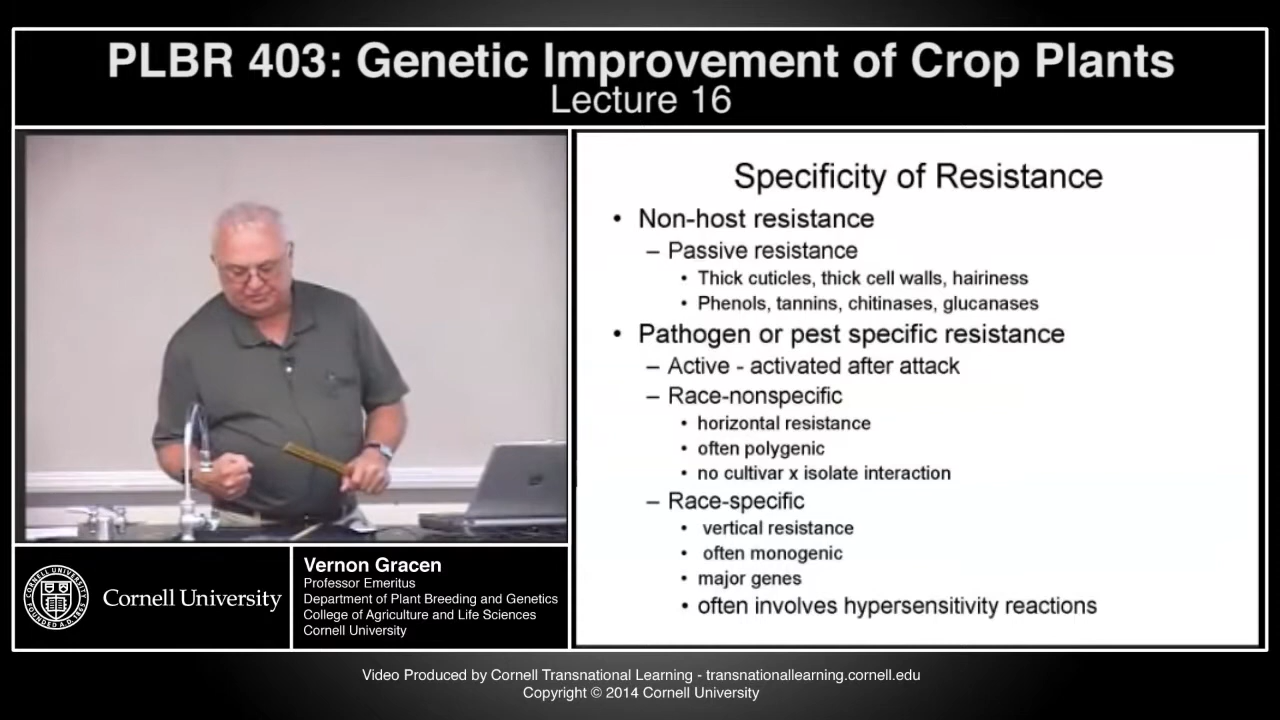 PLBR 403: Genetic Improvement of Crop Plants
Lecture 16
Specificity of Resistance
• Non-host resistance
– Passive resistance
• Thick cuticles, thick cell walls, hairiness
• Phenols, tannins, chitinases, glucanases
• Pathogen or pest specific resistance
– Active - activated after attack
– Race-nonspecific
• horizontal resistance
• often polygenic
• no cultivar x isolate interaction
– Race-specific
• vertical resistance
• often monogenic
• major genes
• often involves hypersensitivity reactions
Cornell University
Vernon Gracen
Professor Emeritus
Department of Plant Breeding and Genetics
College of Agriculture and Life Sciences
Cornell University
Video Produced by Cornell Transnational Learning - transnationallearning.cornell.edu
Copyright © 2014 Cornell University